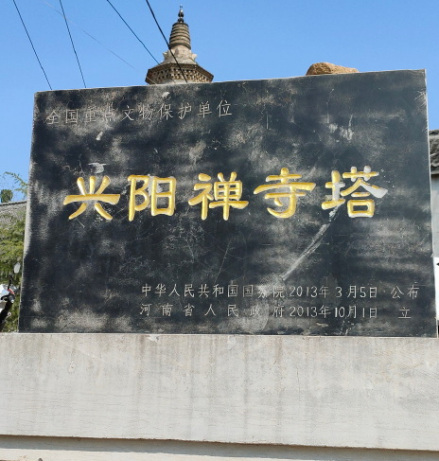 全国重点文物保护单位
兴阳禅寺塔
中华人民共和国国务院2013年3月5日·公布
河南省人民政府2013年10月1日 立